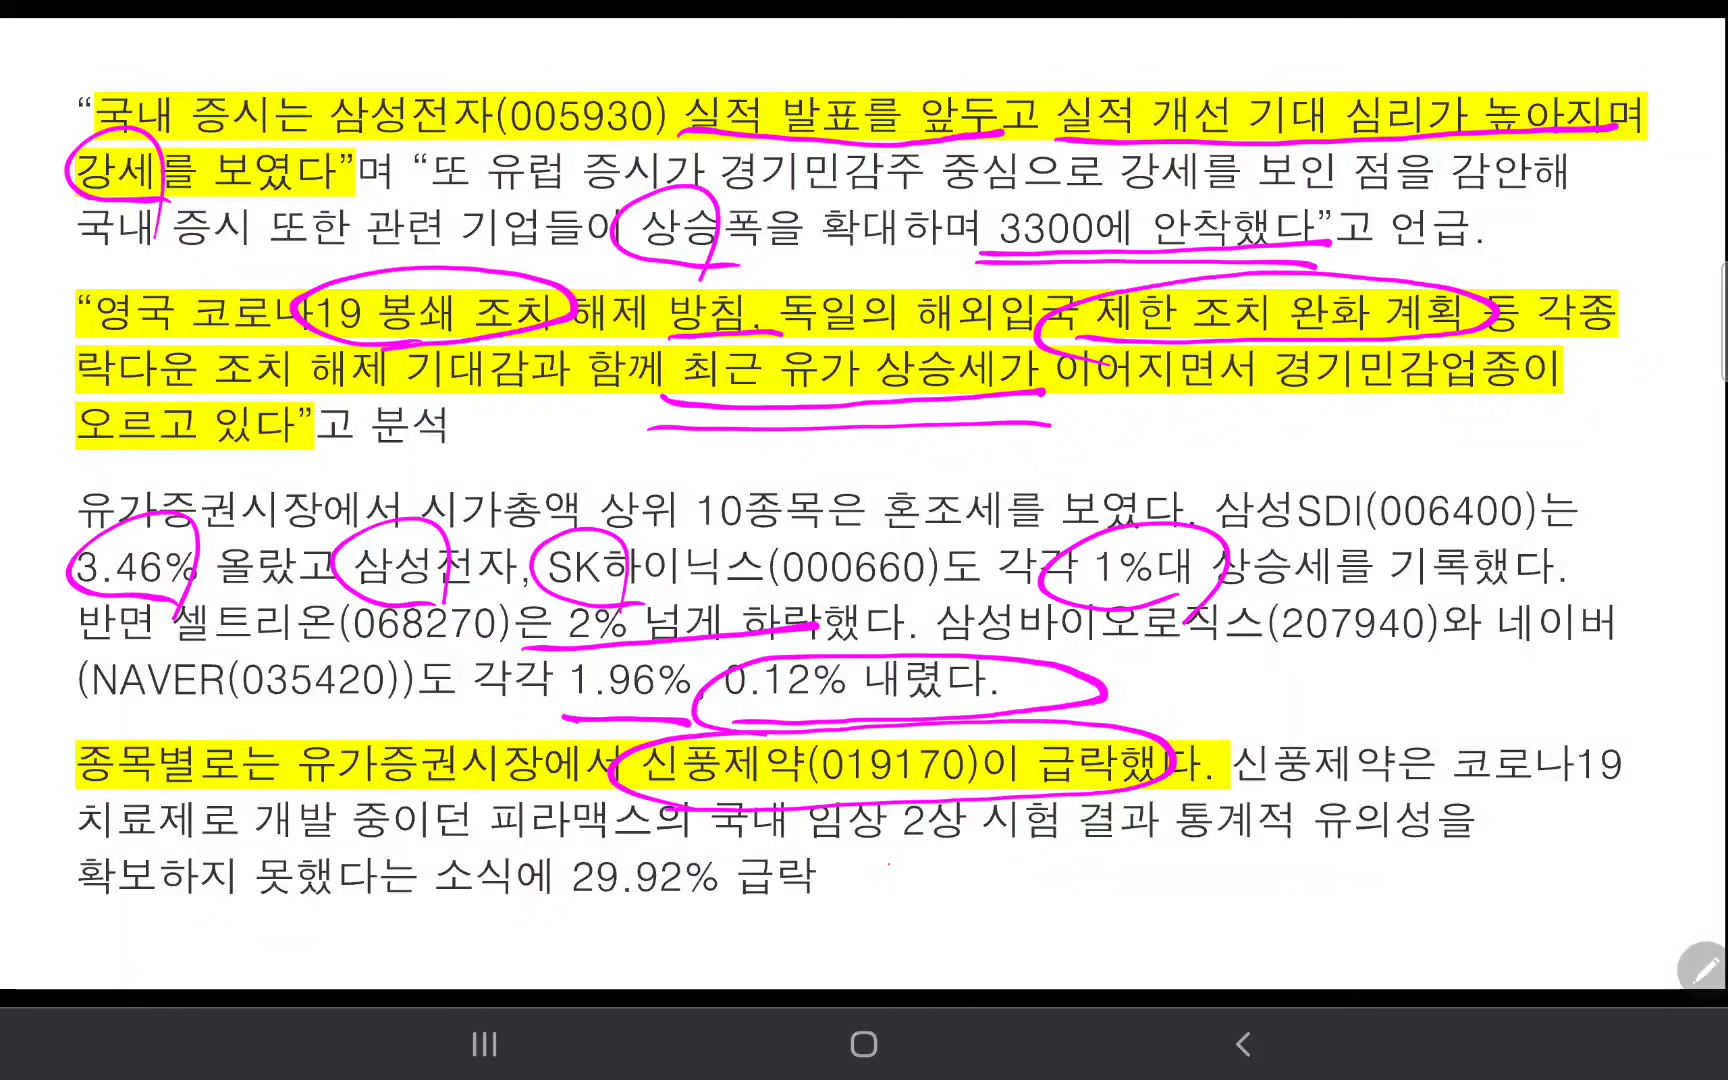 “국내 증시는 삼성전자(005930) 실적 발표를 앞두고 실적 개선 기대 심리가 높아지며
강세를 보였다”며 “또 유럽 증시가 경기민감주 중심으로 강세를 보인 점을 감안해
국내 증시 또한 관련 기업들이 상승폭을 확대하며 3300에 안착했다”고 언급.
“영국 코로나19 봉쇄 조치 해제 방침, 독일의 해외입국 제한 조치 완화 계획 등 각종
락다운 조치 해제 기대감과 함께 최근 유가 상승세가 이어지면서 경기민감업종이
오르고 있다”고 분석
유가증권시장에서 시가총액 상위 10종목은 혼조세를 보였다. 삼성SDI(006400)는
3.46% 올랐고 삼성전자, SK하이닉스(000660)도 각각 1%대 상승세를 기록했다.
반면 셀트리온(068270)은 2% 넘게 하락했다. 삼성바이오로직스(207940)와 네이버
(NAVER(035420))도 각각 1.96%, 0.12% 내렸다.
종목별로는 유가증권시장에서 신풍제약(019170)이 급락했다. 신풍제약은 코로나19
치료제로 개발 중이던 피라맥스의 국내 임상 2상 시험 결과 통계적 유의성을
확보하지 못했다는 소식에 29.92% 급락